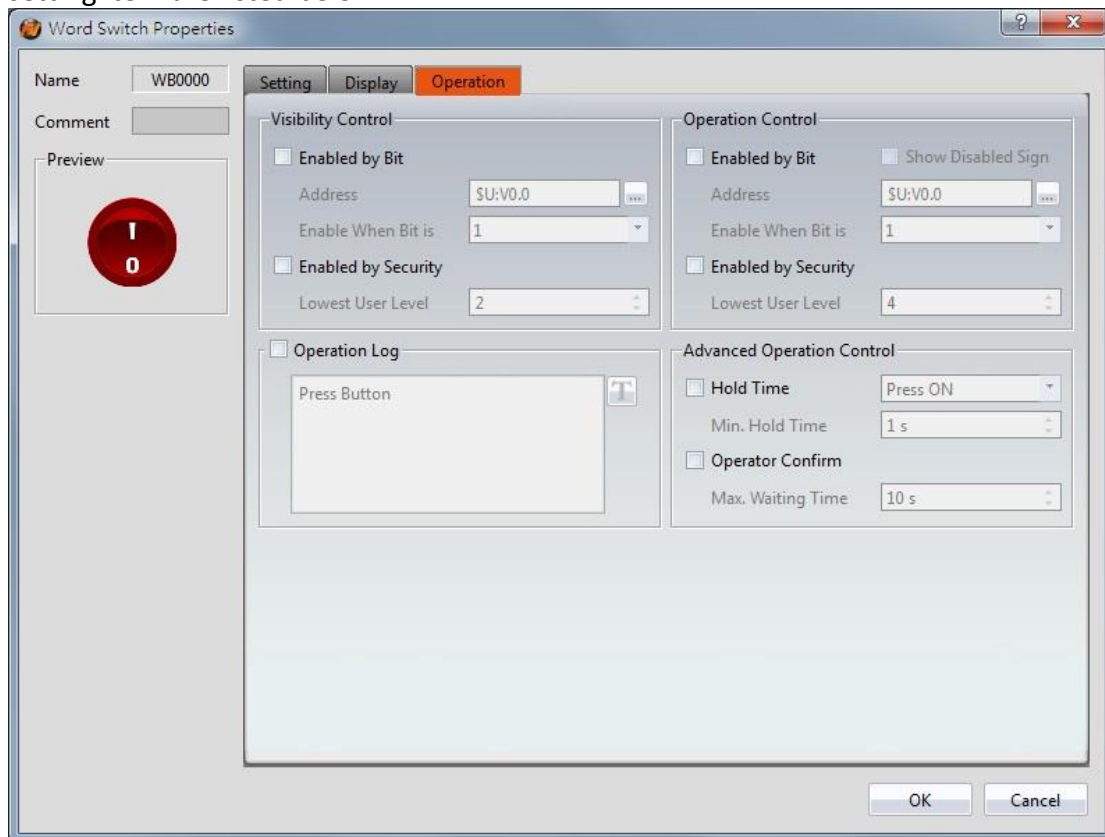 Word Switch Properties
?
X
Name WB0000
Comment
Preview
I
0
Setting Display Operation
Visibility Control
Enabled by Bit
Address $U:V0.0 ...
Enable When Bit is 1
Enabled by Security
Lowest User Level 2
Operation Control
Enabled by Bit Show Disabled Sign
Address $U:V0.0 ...
Enable When Bit is 1
Enabled by Security
Lowest User Level 4
Operation Log
Press Button T
Advanced Operation Control
Hold Time Press ON
Min. Hold Time 1 s
Operator Confirm
Max. Waiting Time 10 s
OK Cancel